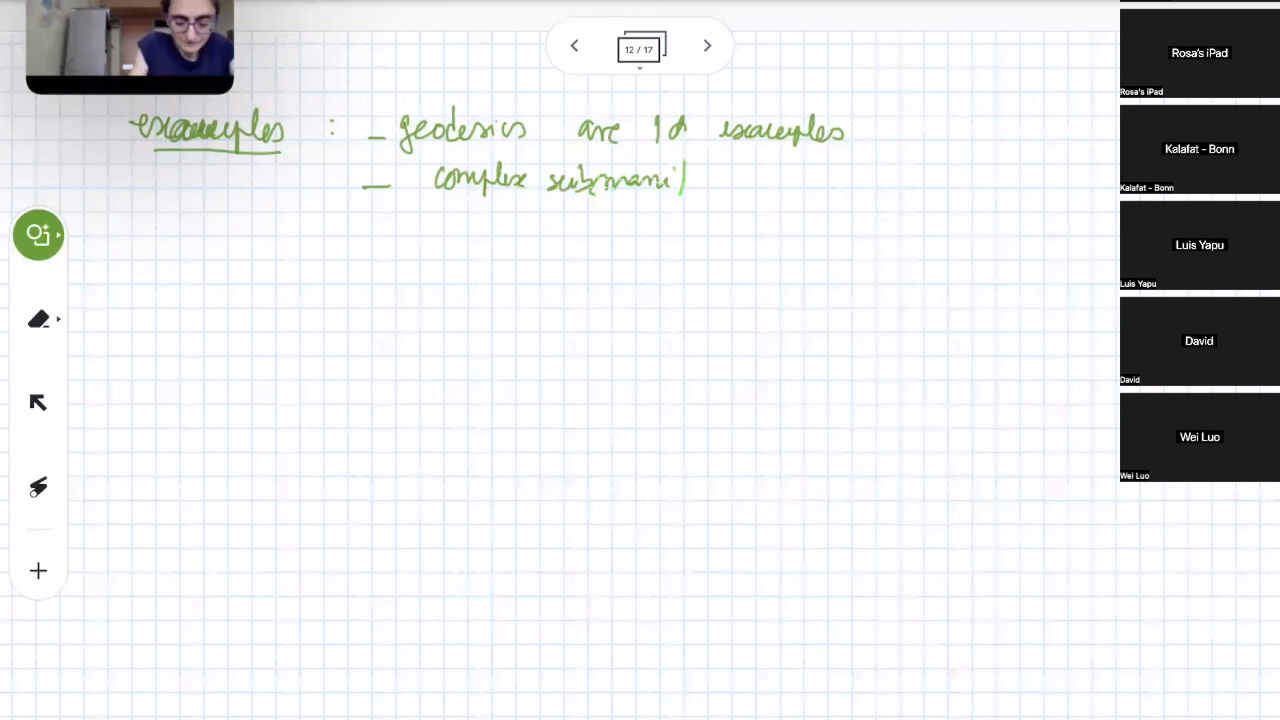 12 / 17
examples : - geodesics are 1d examples
- complex submani
Rosa's iPad
Rosa's iPad
Kalafat - Bonn
Kalafat - Bonn
Luis Yapu
Luis Yapu
David
David
Wei Luo
Wei Luo